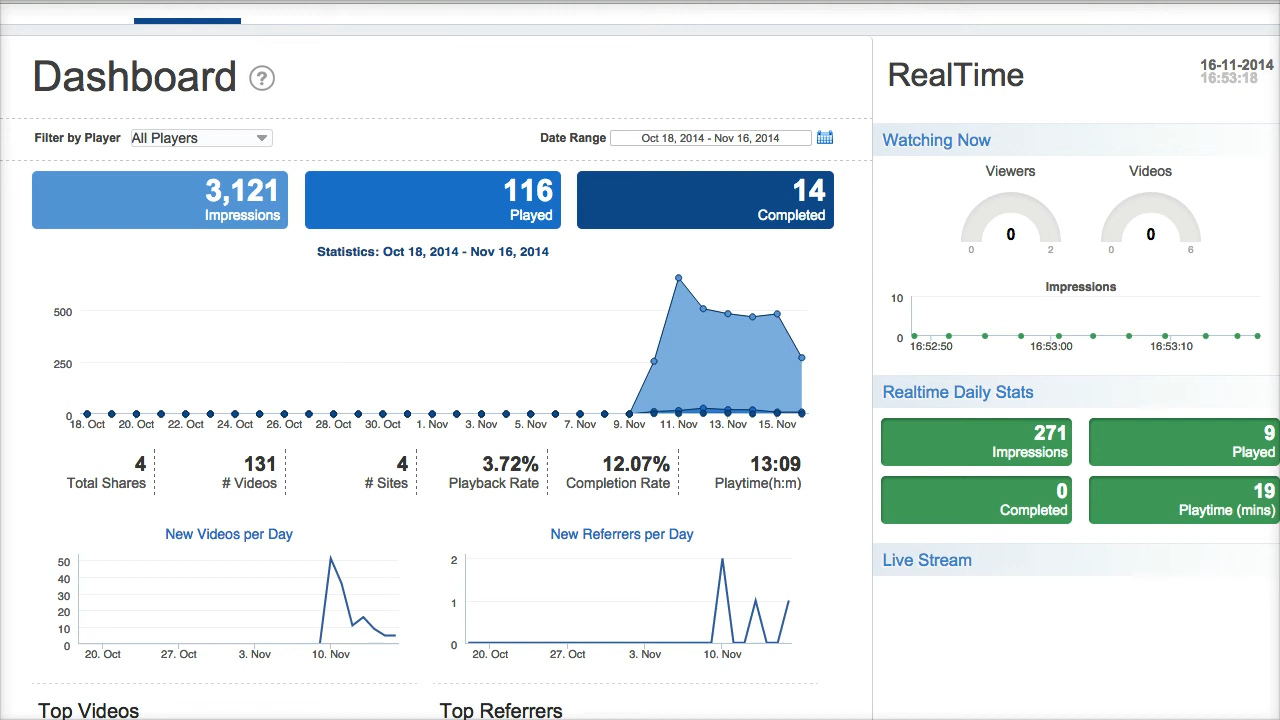 Dashboard ?
Filter by Player All Players
Date Range Oct 18, 2014 - Nov 16, 2014
3,121
Impressions
116
Played
14
Completed
Statistics: Oct 18, 2014 - Nov 16, 2014
500
250
0
18. Oct 20. Oct 22. Oct 24. Oct 26. Oct 28. Oct 30. Oct 1. Nov 3. Nov 5. Nov 7. Nov 9. Nov 11. Nov 13. Nov 15. Nov
4
Total Shares
131
# Videos
4
# Sites
3.72%
Playback Rate
12.07%
Completion Rate
13:09
Playtime(h:m)
New Videos per Day
50
40
30
20
10
0
20. Oct 27. Oct 3. Nov 10. Nov
New Referrers per Day
2
1
0
20. Oct 27. Oct 3. Nov 10. Nov
Top Videos
Top Referrers
RealTime
16-11-2014
16:53:18
Watching Now
Viewers
0
0 2
Videos
0
0 6
Impressions
10
0
16:52:50 16:53:00 16:53:10
Realtime Daily Stats
271
Impressions
9
Played
0
Completed
19
Playtime (mins)
Live Stream